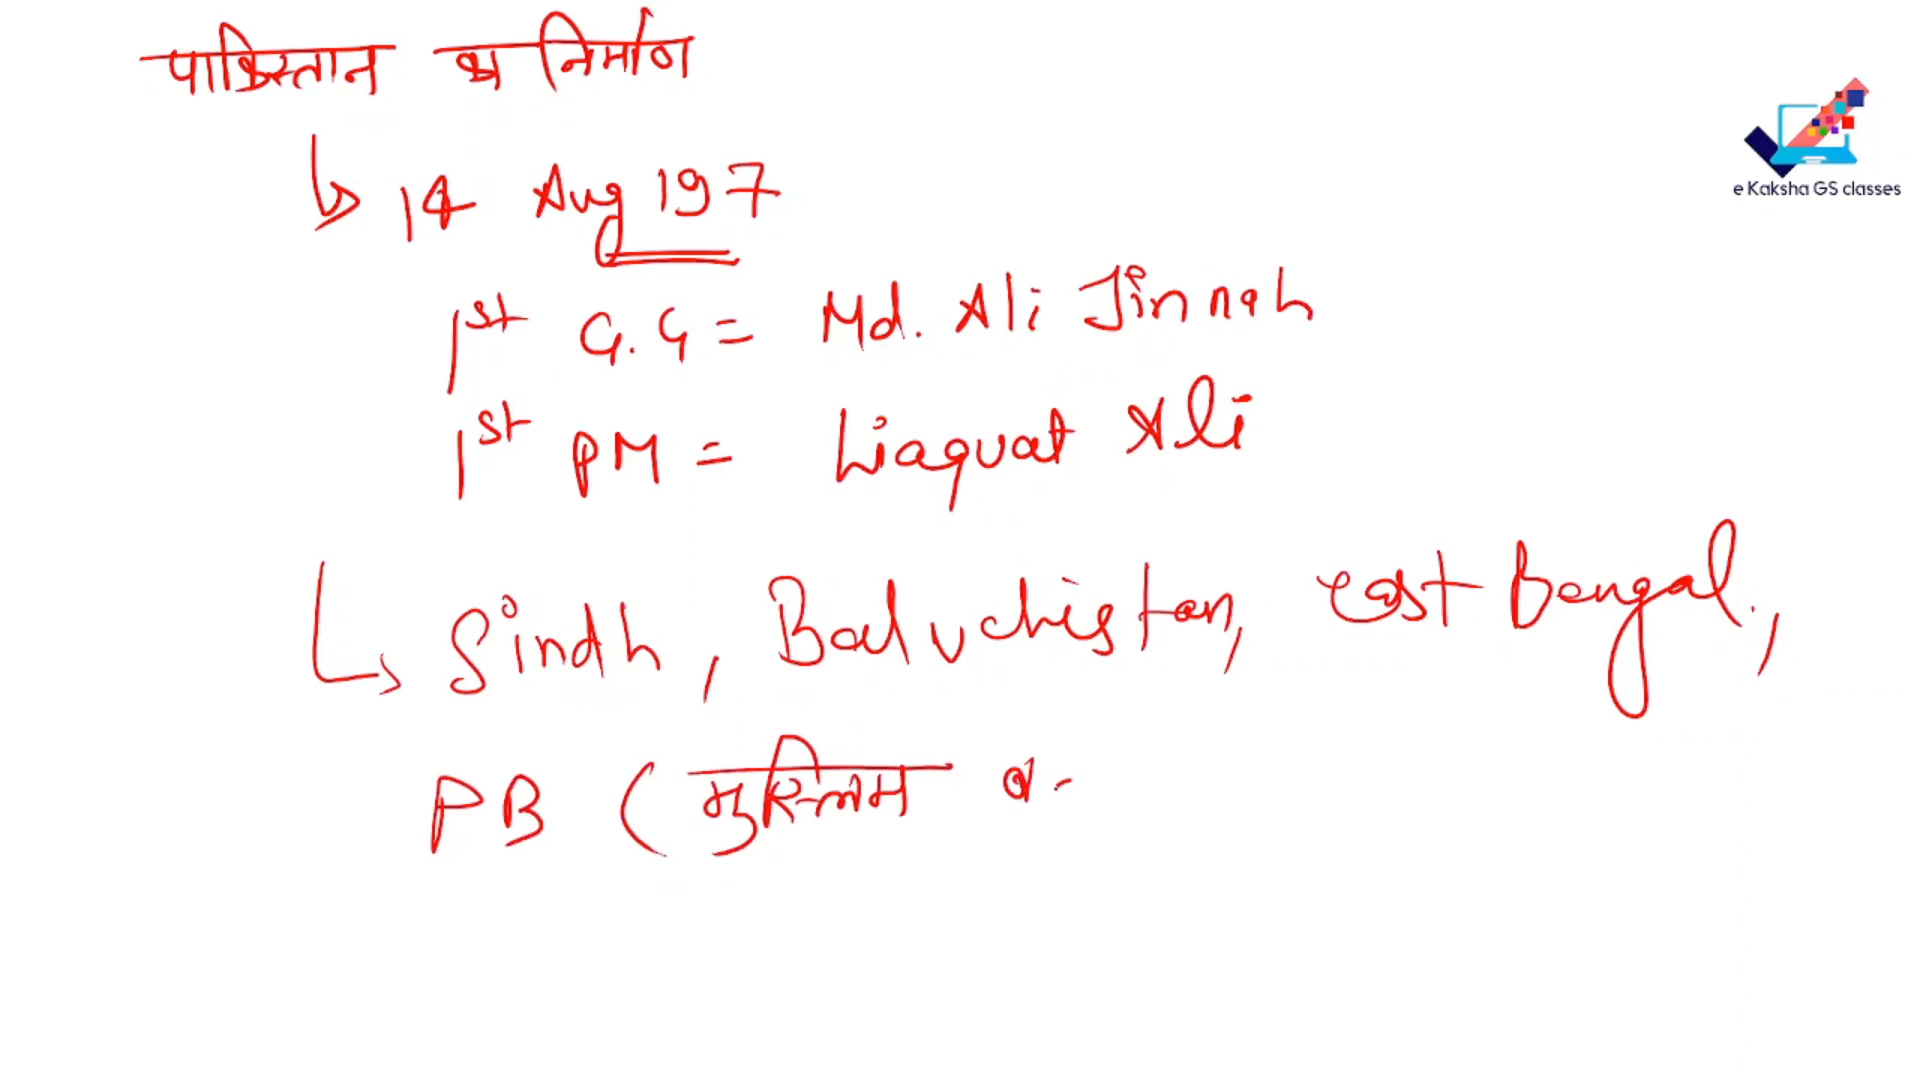 पाकिस्तान का निर्माण
14 Aug 197
e Kaksha GS classes
1st G.G = Md. Ali Jinnah
1st PM = Liaquat Ali
Sindh, Baluchistan, east Bengal.,
PB (मुस्लिम ब